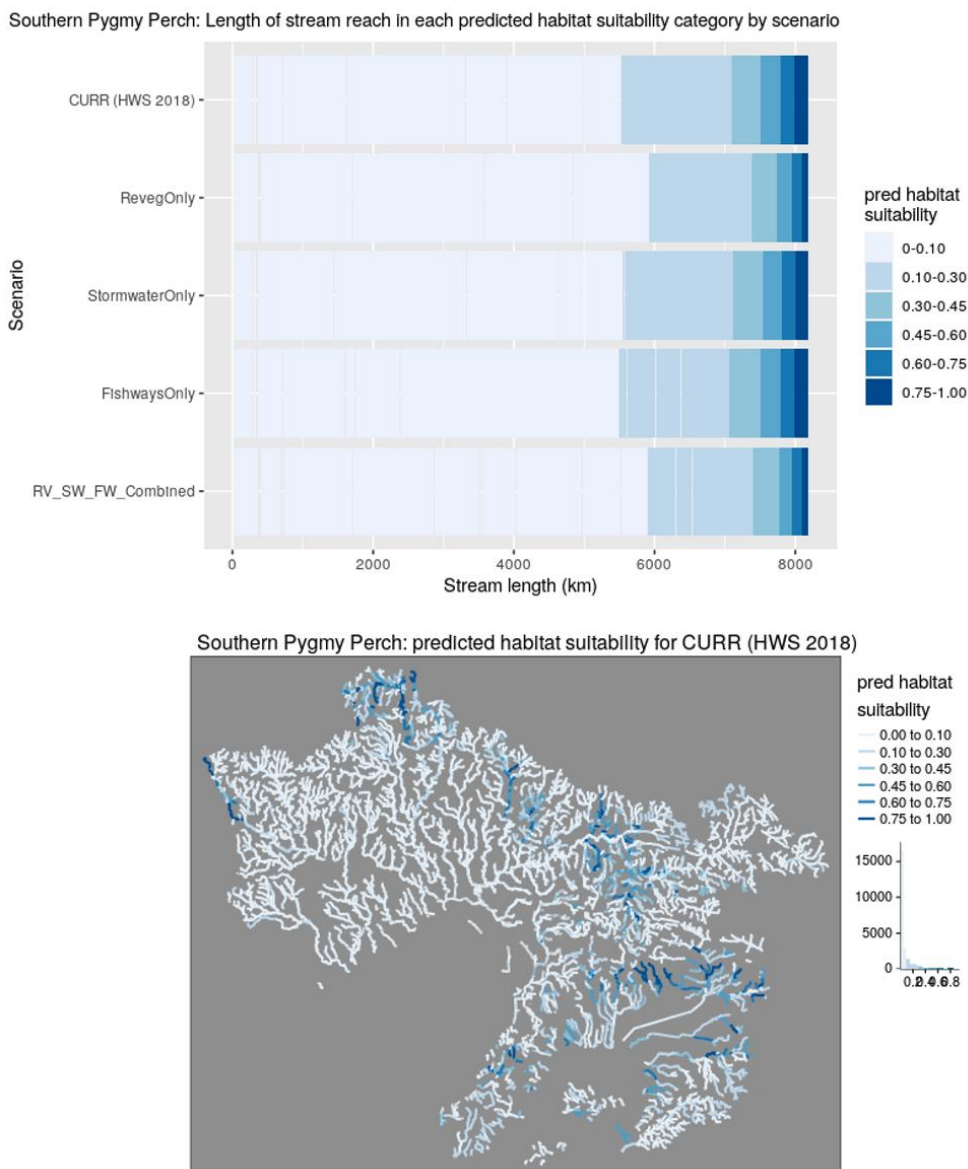 Southern Pygmy Perch: Length of stream reach in each predicted habitat suitability category by scenario
CURR (HWS 2018)
RevegOnly
StormwaterOnly
FishwaysOnly
RV_SW_FW_Combined
Scenario
0
2000
4000
6000
8000
Stream length (km)
pred habitat
suitability
0-0.10
0.10-0.30
0.30-0.45
0.45-0.60
0.60-0.75
0.75-1.00
Southern Pygmy Perch: predicted habitat suitability for CURR (HWS 2018)
pred habitat
suitability
0.00 to 0.10
0.10 to 0.30
0.30 to 0.45
0.45 to 0.60
0.60 to 0.75
0.75 to 1.00
15000
10000
5000
0